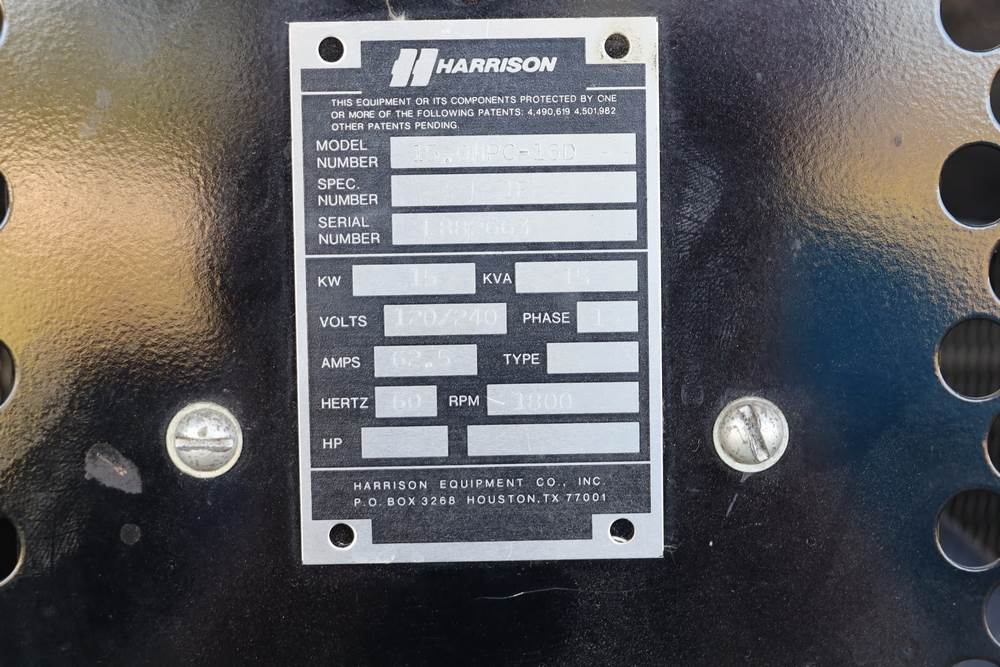 HARRISON
THIS EQUIPMENT OR ITS COMPONENTS PROTECTED BY ONE
OR MORE OF THE FOLLOWING PATENTS: 4,490,619 4,501,982
OTHER PATENTS PENDING.
MODEL
NUMBER
SPEC.
NUMBER
SERIAL
NUMBER
KW 15 KVA 15
VOLTS 120/240 PHASE 1
AMPS 62.5 TYPE
HERTZ 60 RPM 1800
HP
HARRISON EQUIPMENT CO., INC.
P.O. BOX 3268 HOUSTON, TX 77001